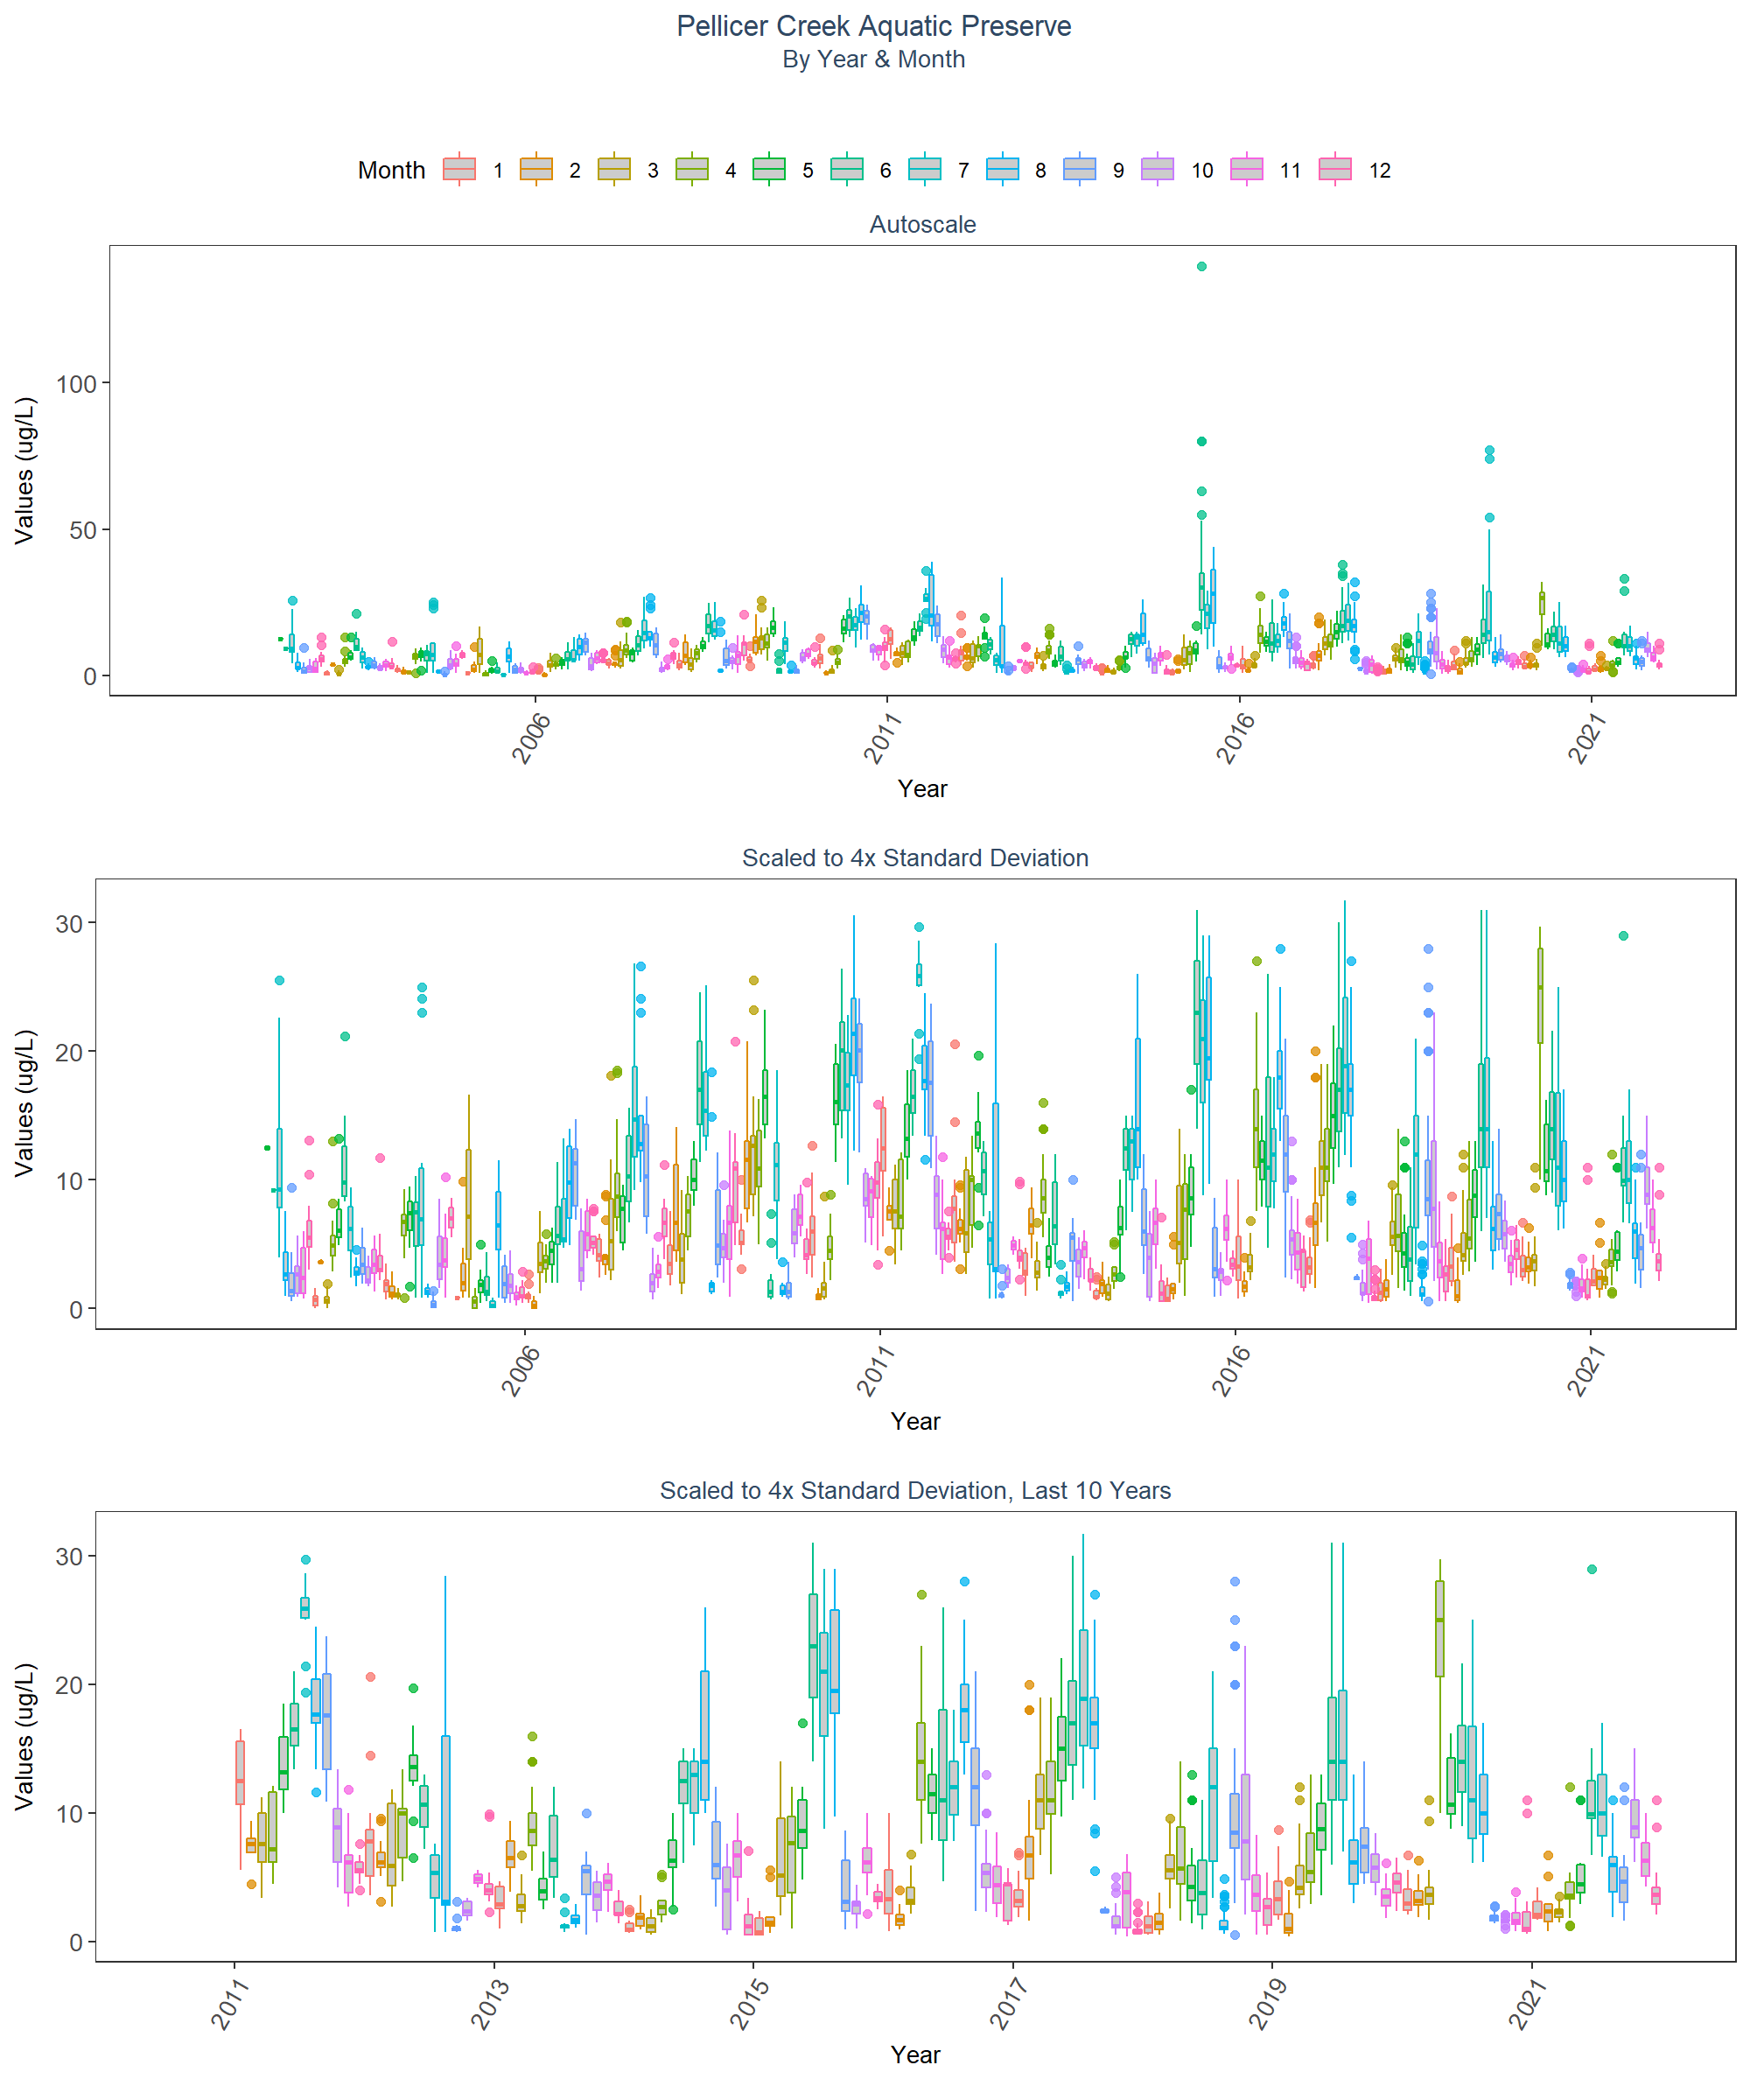 Pellicer Creek Aquatic Preserve
By Year & Month
Month 1 2 3 4 5 6 7 8 9 10 11 12
Autoscale
Values (ug/L)
100
50
0
2006 2011 2016 2021
Year
Scaled to 4x Standard Deviation
Values (ug/L)
30
20
10
0
2006 2011 2016 2021
Year
Scaled to 4x Standard Deviation, Last 10 Years
Values (ug/L)
30
20
10
0
2011 2013 2015 2017 2019 2021
Year